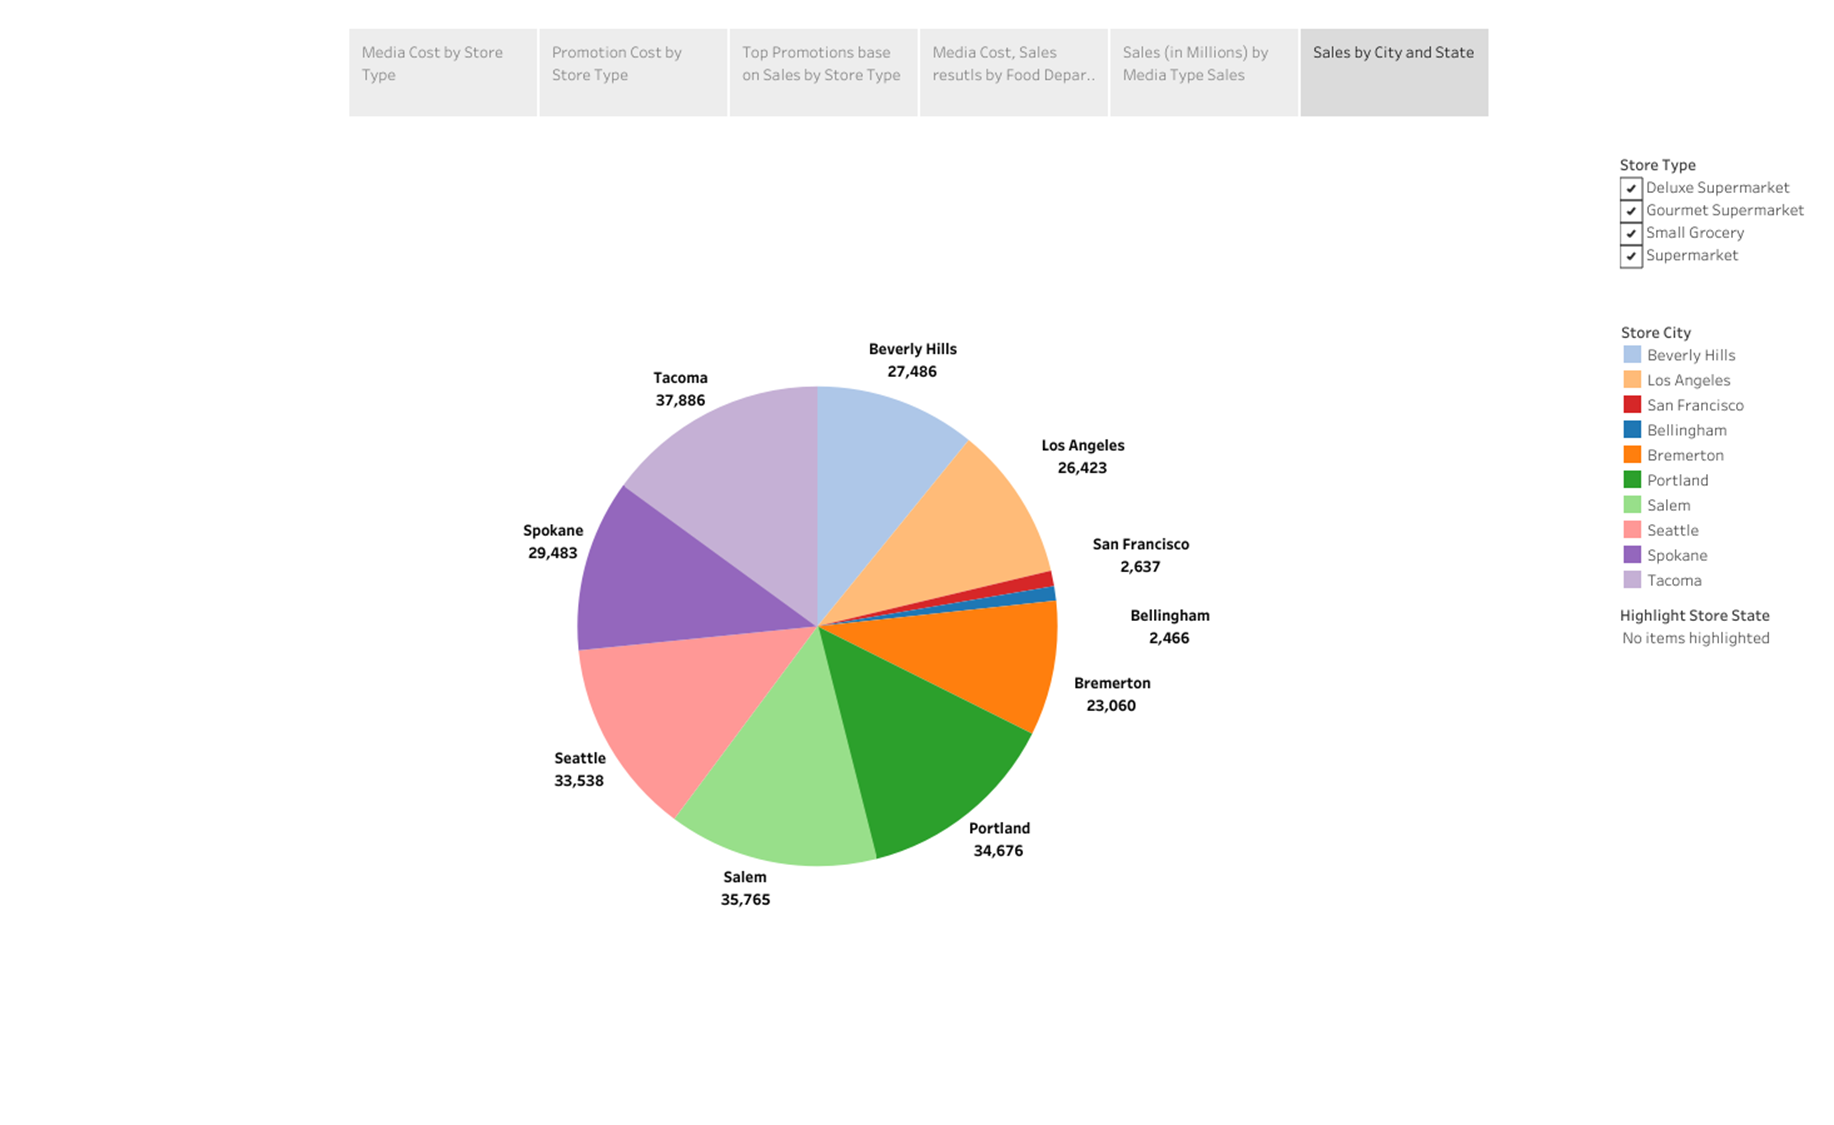 Media Cost by Store
Type
Promotion Cost by
Store Type
Top Promotions base
on Sales by Store Type
Media Cost, Sales
resutls by Food Depar..
Sales (in Millions) by
Media Type Sales
Sales by City and State
Store Type
Deluxe Supermarket
Gourmet Supermarket
Small Grocery
Supermarket
Store City
Beverly Hills
Los Angeles
San Francisco
Bellingham
Bremerton
Portland
Salem
Seattle
Spokane
Tacoma
Highlight Store State
No items highlighted
Beverly Hills
27,486
Los Angeles
26,423
San Francisco
2,637
Bellingham
2,466
Bremerton
23,060
Portland
34,676
Salem
35,765
Seattle
33,538
Spokane
29,483
Tacoma
37,886